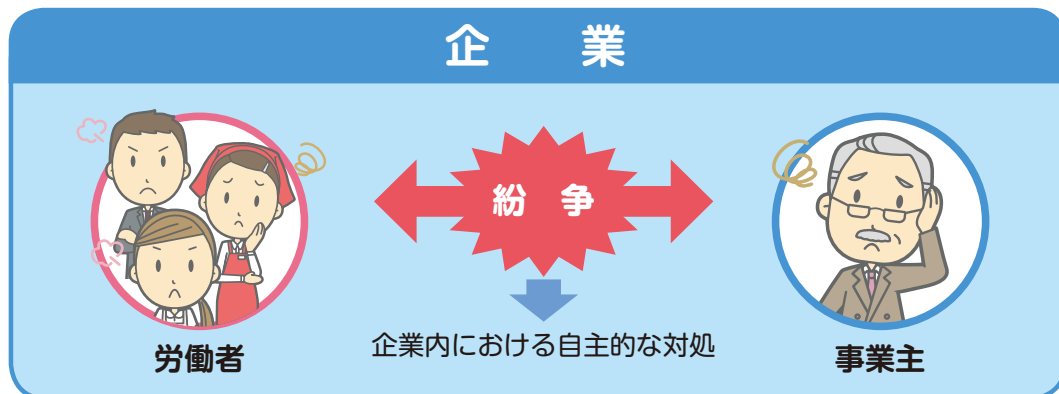 企　業
紛　争
企業内における自主的な対処
労働者
事業主